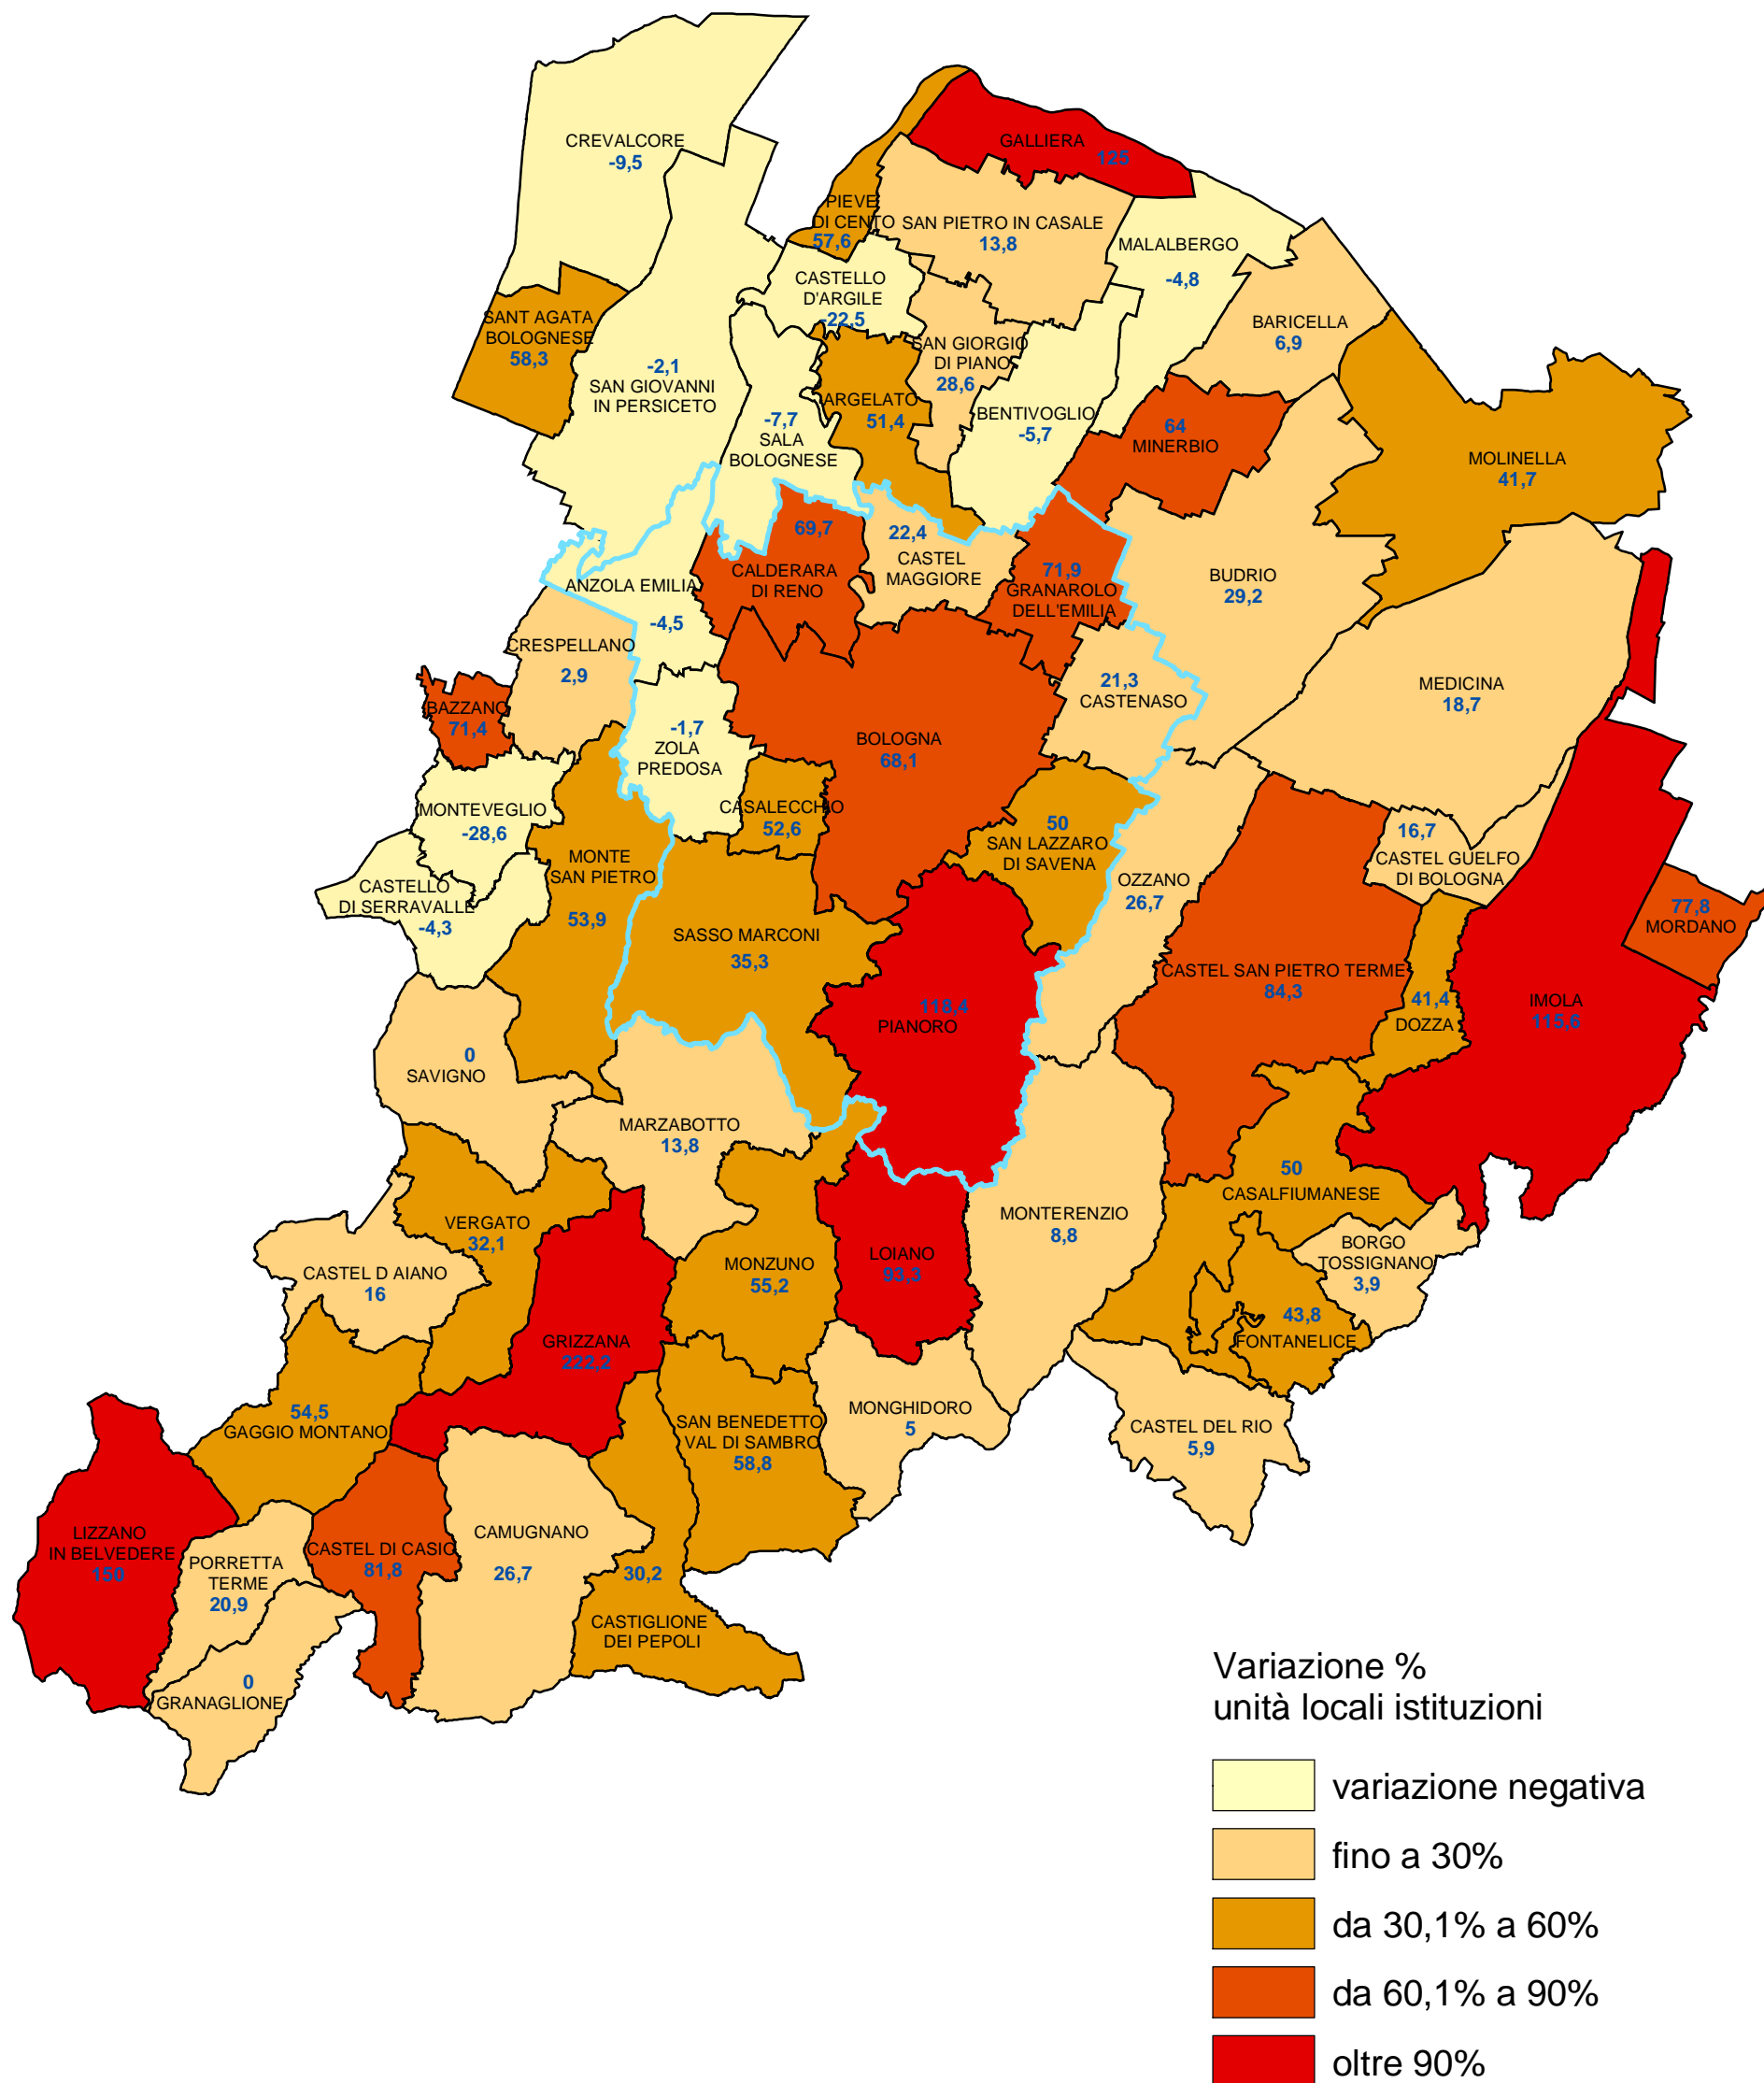 CREVALCORE
-9,5
GALLIERA
125
PIEVE
DI CENTO
57,6
SAN PIETRO IN CASALE
13,8
MALALBERGO
-4,8
CASTELLO
D'ARGILE
-22,5
BARICELLA
6,9
SANT AGATA
BOLOGNESE
58,3
SAN GIORGIO
DI PIANO
28,6
-2,1
SAN GIOVANNI
IN PERSICETO
ARGELATO
51,4
BENTIVOGLIO
-5,7
-7,7
SALA
BOLOGNESE
64
MINERBIO
MOLINELLA
41,7
69,7
CALDERARA
DI RENO
22,4
CASTEL
MAGGIORE
71,9
GRANAROLO
DELL'EMILIA
BUDRIO
29,2
ANZOLA EMILIA
-4,5
CRESPELLANO
2,9
21,3
CASTENASO
MEDICINA
18,7
BAZZANO
71,4
-1,7
ZOLA
PREDOSA
BOLOGNA
68,1
MONTEVEGLIO
-28,6
CASALECCHIO
52,6
50
SAN LAZZARO
DI SAVENA
16,7
CASTEL GUELFO
DI BOLOGNA
MONTE
SAN PIETRO
53,9
CASTELLO
DI SERRAVALLE
-4,3
OZZANO
26,7
77,8
MORDANO
SASSO MARCONI
35,3
CASTEL SAN PIETRO TERME
84,3
41,4
DOZZA
IMOLA
115,6
118,4
PIANORO
0
SAVIGNO
MARZABOTTO
13,8
50
CASALFIUMANESE
VERGATO
32,1
MONTERENZIO
8,8
BORGO
TOSSIGNANO
3,9
CASTEL D AIANO
16
MONZUNO
55,2
LOIANO
93,3
43,8
FONTANELICE
GRIZZANA
222,2
54,5
GAGGIO MONTANO
SAN BENEDETTO
VAL DI SAMBRO
58,8
MONGHIDORO
5
CASTEL DEL RIO
5,9
LIZZANO
IN BELVEDERE
150
PORRETTA
TERME
20,9
CASTEL DI CASIO
81,8
CAMUGNANO
26,7
30,2
CASTIGLIONE
DEI PEPOLI
0
GRANAGLIONE
Variazione %
unità locali istituzioni
variazione negativa
fino a 30%
da 30,1% a 60%
da 60,1% a 90%
oltre 90%